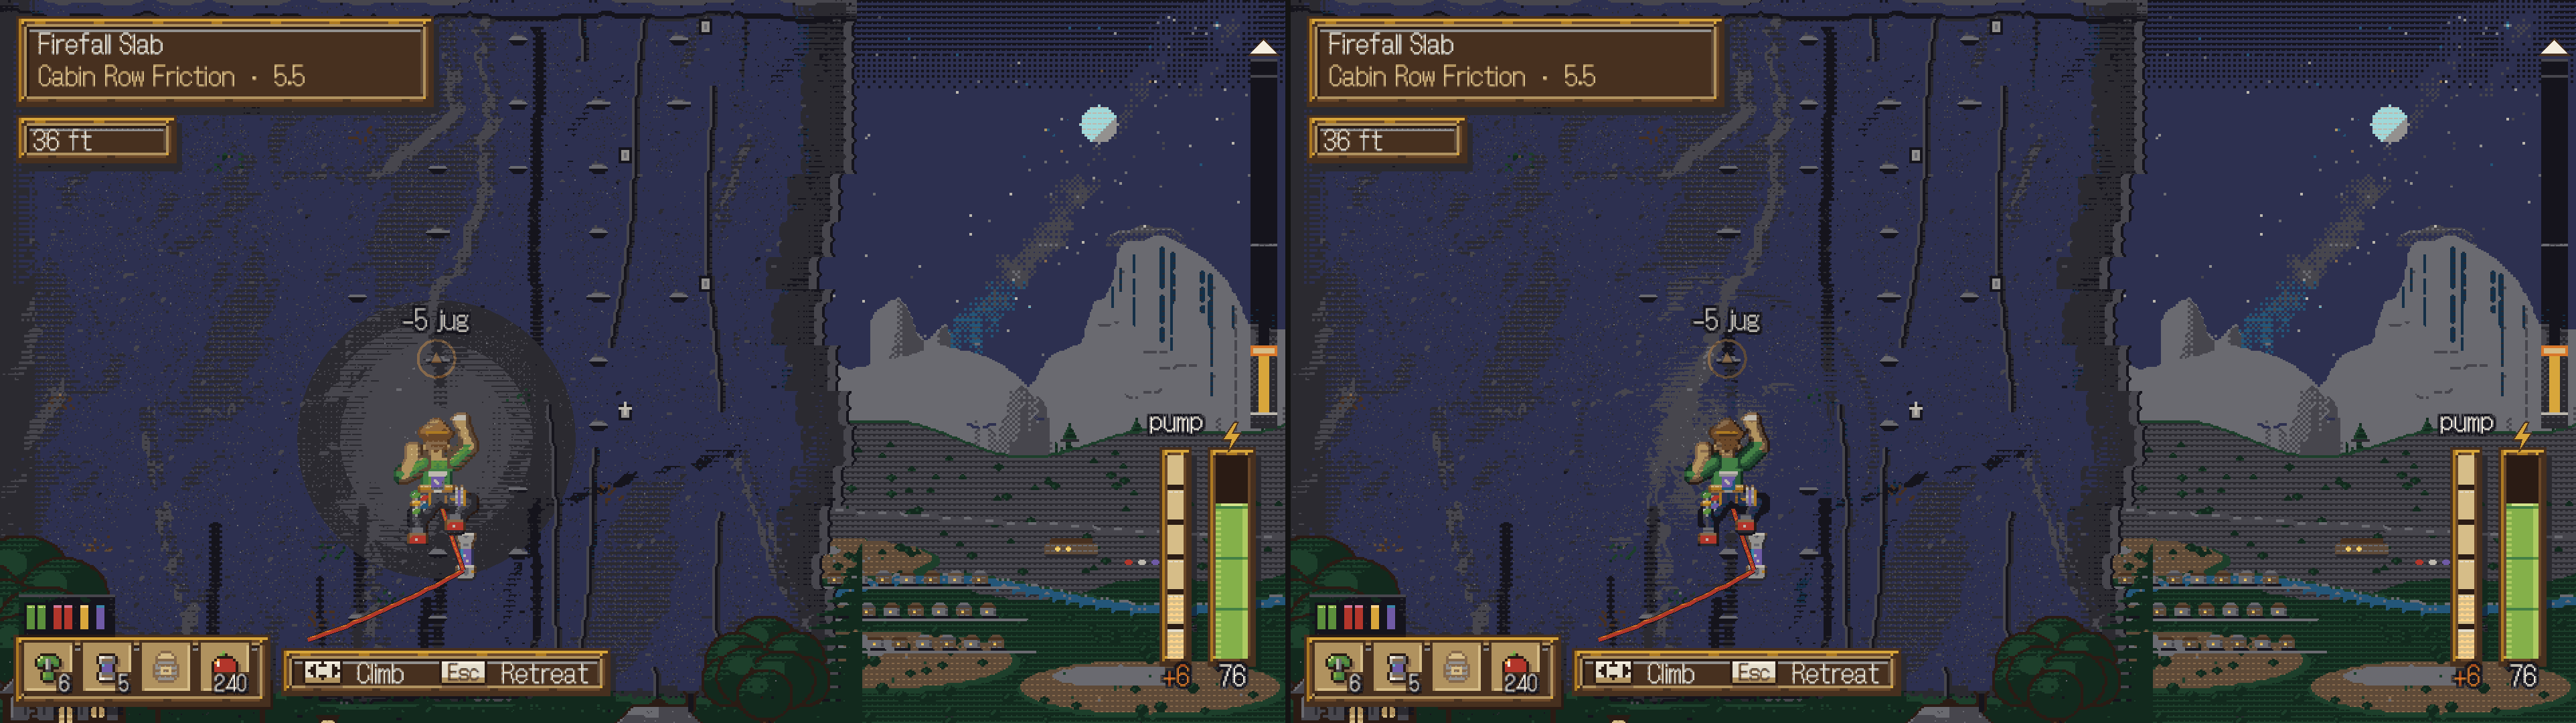 Firefall Slab
Cabin Row Friction · 5.5
36 ft
-5 jug
pump
6
5
240
Climb
Esc
Retreat
+6
76
Firefall Slab
Cabin Row Friction · 5.5
36 ft
-5 jug
pump
6
5
240
Climb
Esc
Retreat
+6
76